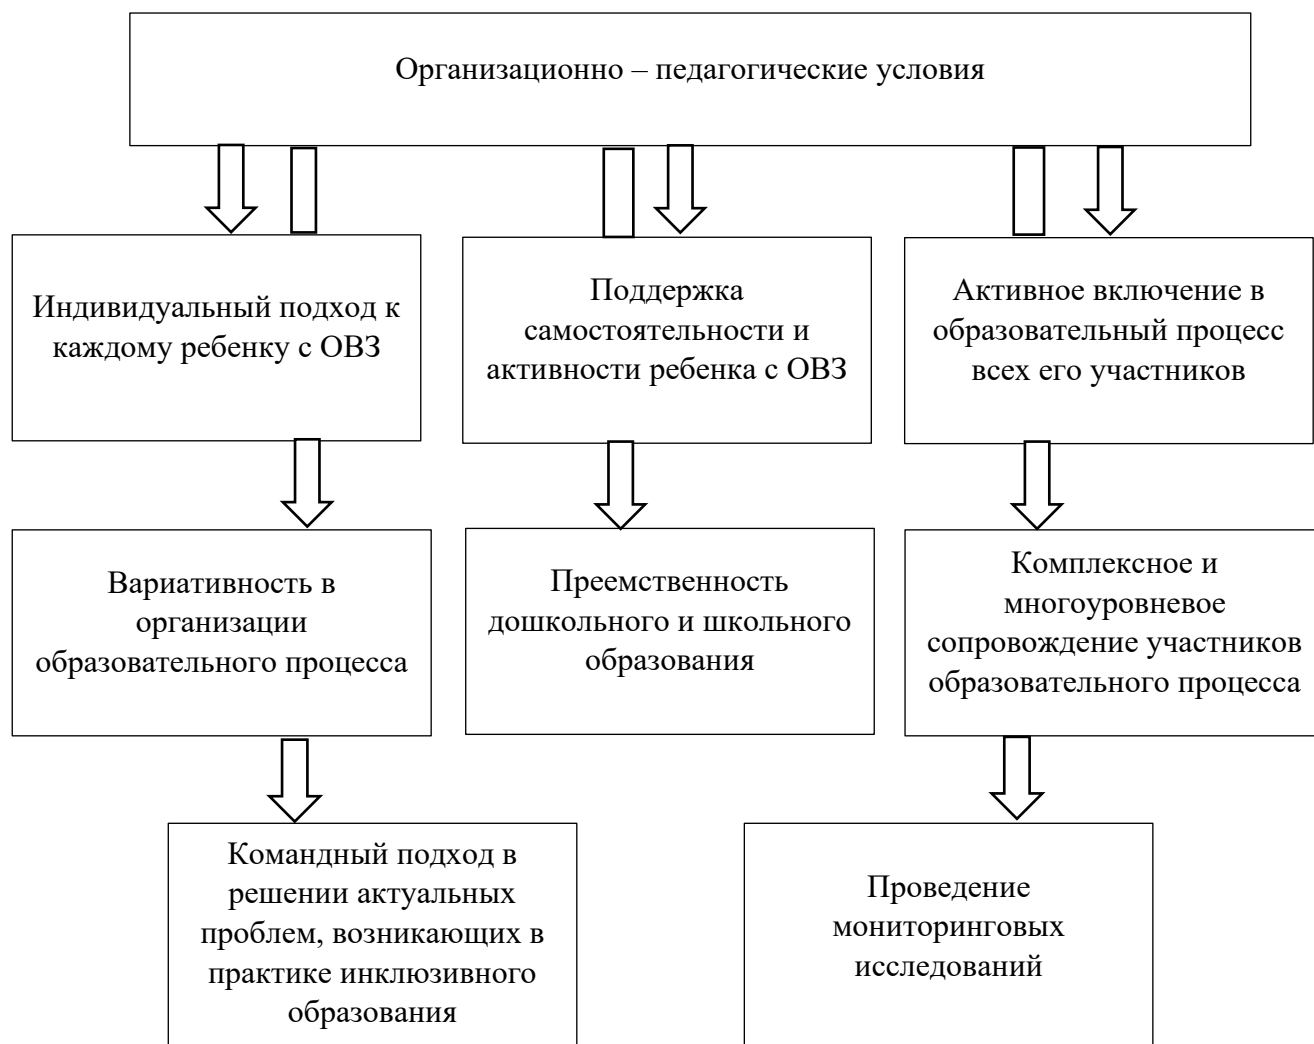 Организационно – педагогические условия
Индивидуальный подход к
каждому ребенку с ОВЗ
Поддержка
самостоятельности и
активности ребенка с ОВЗ
Активное включение в
образовательный процесс
всех его участников
Вариативность в
организации
образовательного процесса
Преемственность
дошкольного и школьного
образования
Комплексное и
многоуровневое
сопровождение участников
образовательного процесса
Командный подход в
решении актуальных
проблем, возникающих в
практике инклюзивного
образования
Проведение
мониторинговых
исследований